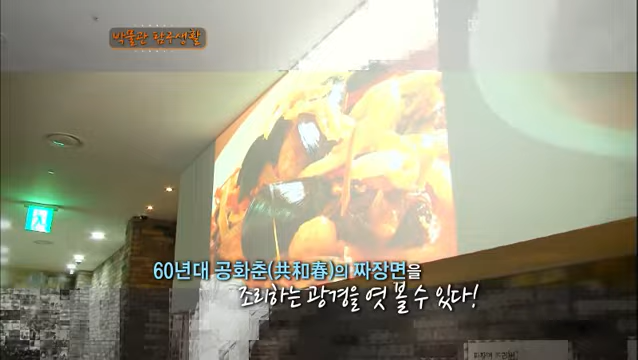 박물관 탐구생활
60년대 공화춘(共和春)의 짜장면을
조리하는 광경을 엿 볼 수 있다!